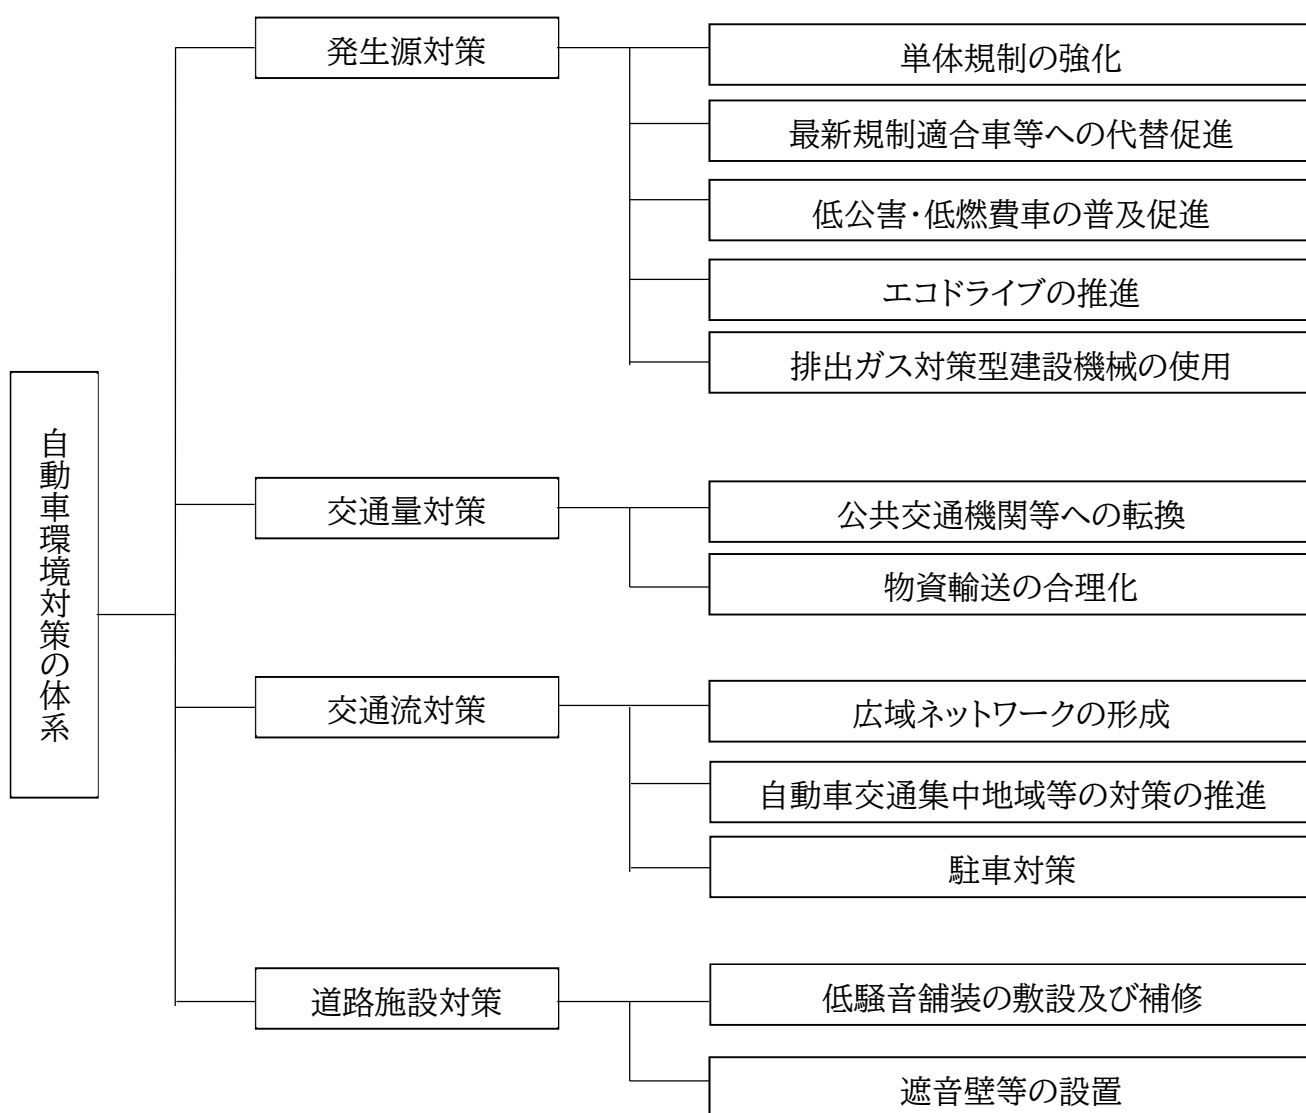 自動車環境対策の体系
発生源対策
単体規制の強化
最新規制適合車等への代替促進
低公害・低燃費車の普及促進
エコドライブの推進
排出ガス対策型建設機械の使用
交通量対策
公共交通機関等への転換
物資輸送の合理化
交通流対策
広域ネットワークの形成
自動車交通集中地域等の対策の推進
駐車対策
道路施設対策
低騒音舗装の敷設及び補修
遮音壁等の設置